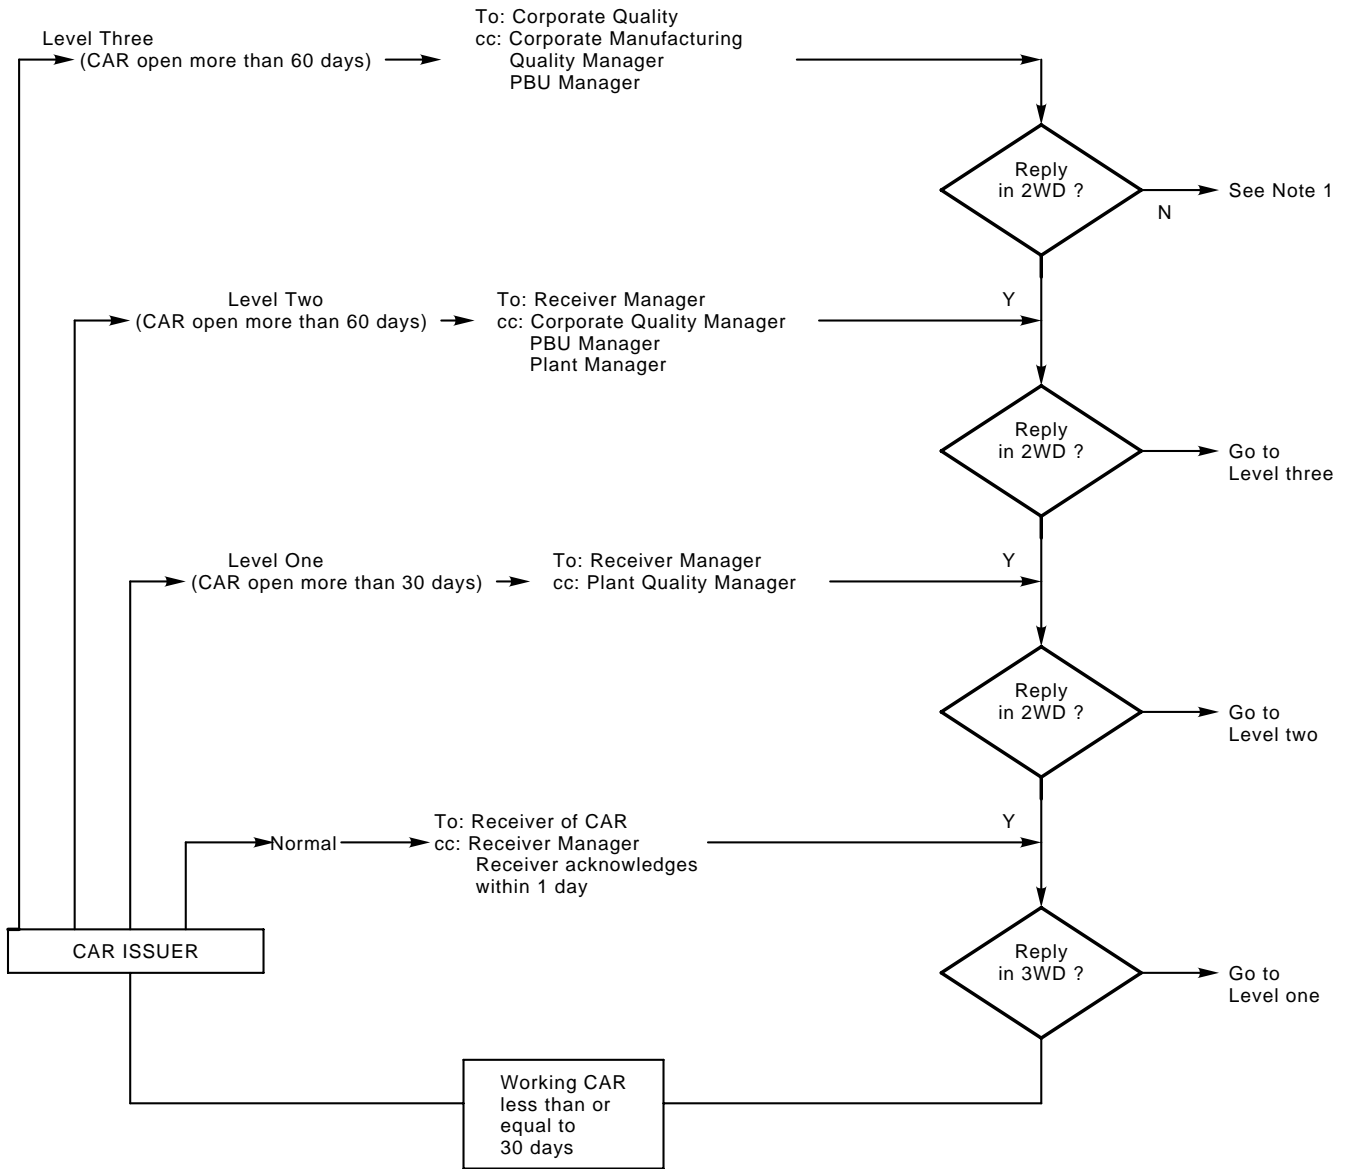 Level Three
(CAR open more than 60 days)
To: Corporate Quality
cc: Corporate Manufacturing
Quality Manager
PBU Manager
Reply
in 2WD ?
N
See Note 1
Level Two
(CAR open more than 60 days)
To: Receiver Manager
cc: Corporate Quality Manager
PBU Manager
Plant Manager
Y
Reply
in 2WD ?
Go to
Level three
Level One
(CAR open more than 30 days)
To: Receiver Manager
cc: Plant Quality Manager
Y
Reply
in 2WD ?
Go to
Level two
Normal
To: Receiver of CAR
cc: Receiver Manager
Receiver acknowledges
within 1 day
Y
CAR ISSUER
Reply
in 3WD ?
Go to
Level one
Working CAR
less than or
equal to
30 days